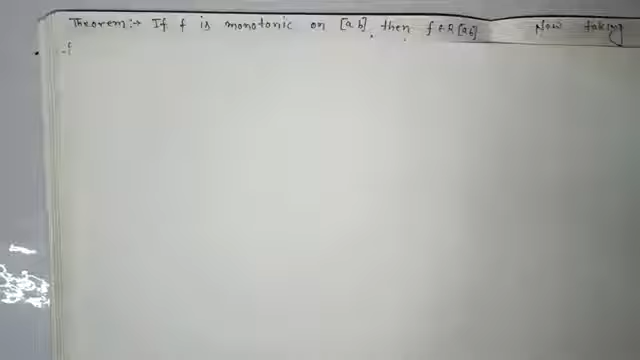 Theorem:→ If f is monotonic on [a b], then f ∈ R [a b]
Now taking
f